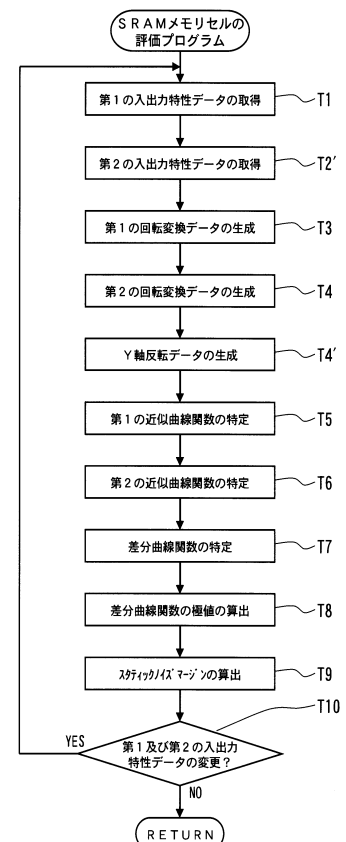 SRAMメモリセルの
評価プログラム
第1の入出力特性データの取得
T1
第2の入出力特性データの取得
T2′
第1の回転変換データの生成
T3
第2の回転変換データの生成
T4
Y軸反転データの生成
T4′
第1の近似曲線関数の特定
T5
第2の近似曲線関数の特定
T6
差分曲線関数の特定
T7
差分曲線関数の極値の算出
T8
ｽﾀﾃｨｯｸﾉｲｽﾞﾏｰｼﾞﾝの算出
T9
T10
YES
第1及び第2の入出力
特性データの変更？
NO
RETURN